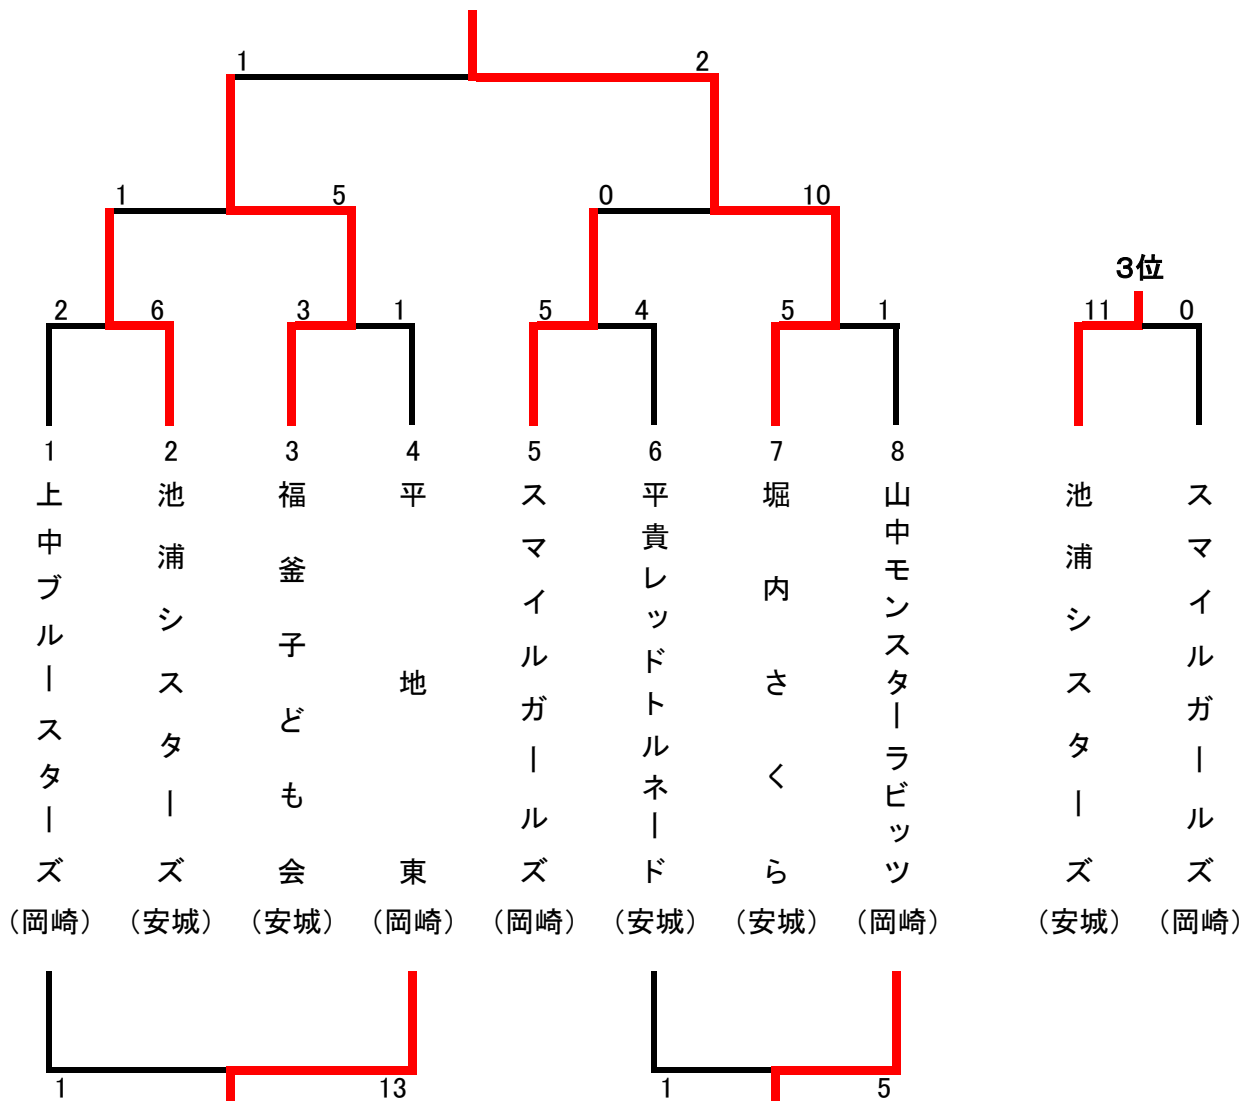 1 2
1 5 0 10
3位
2 6 3 1 5 4 5 1 11 0
1 2 3 4 5 6 7 8
上中ブルースターズ
池浦シスターズ
福釜子ども会
平地東
スマイルガールズ
平貴レッドトルネード
堀内さくら
山中モンスターラビッツ
池浦シスターズ
スマイルガールズ
（岡崎） （安城） （安城） （岡崎） （岡崎） （安城） （安城） （岡崎） （安城） （岡崎）
1 13 1 5